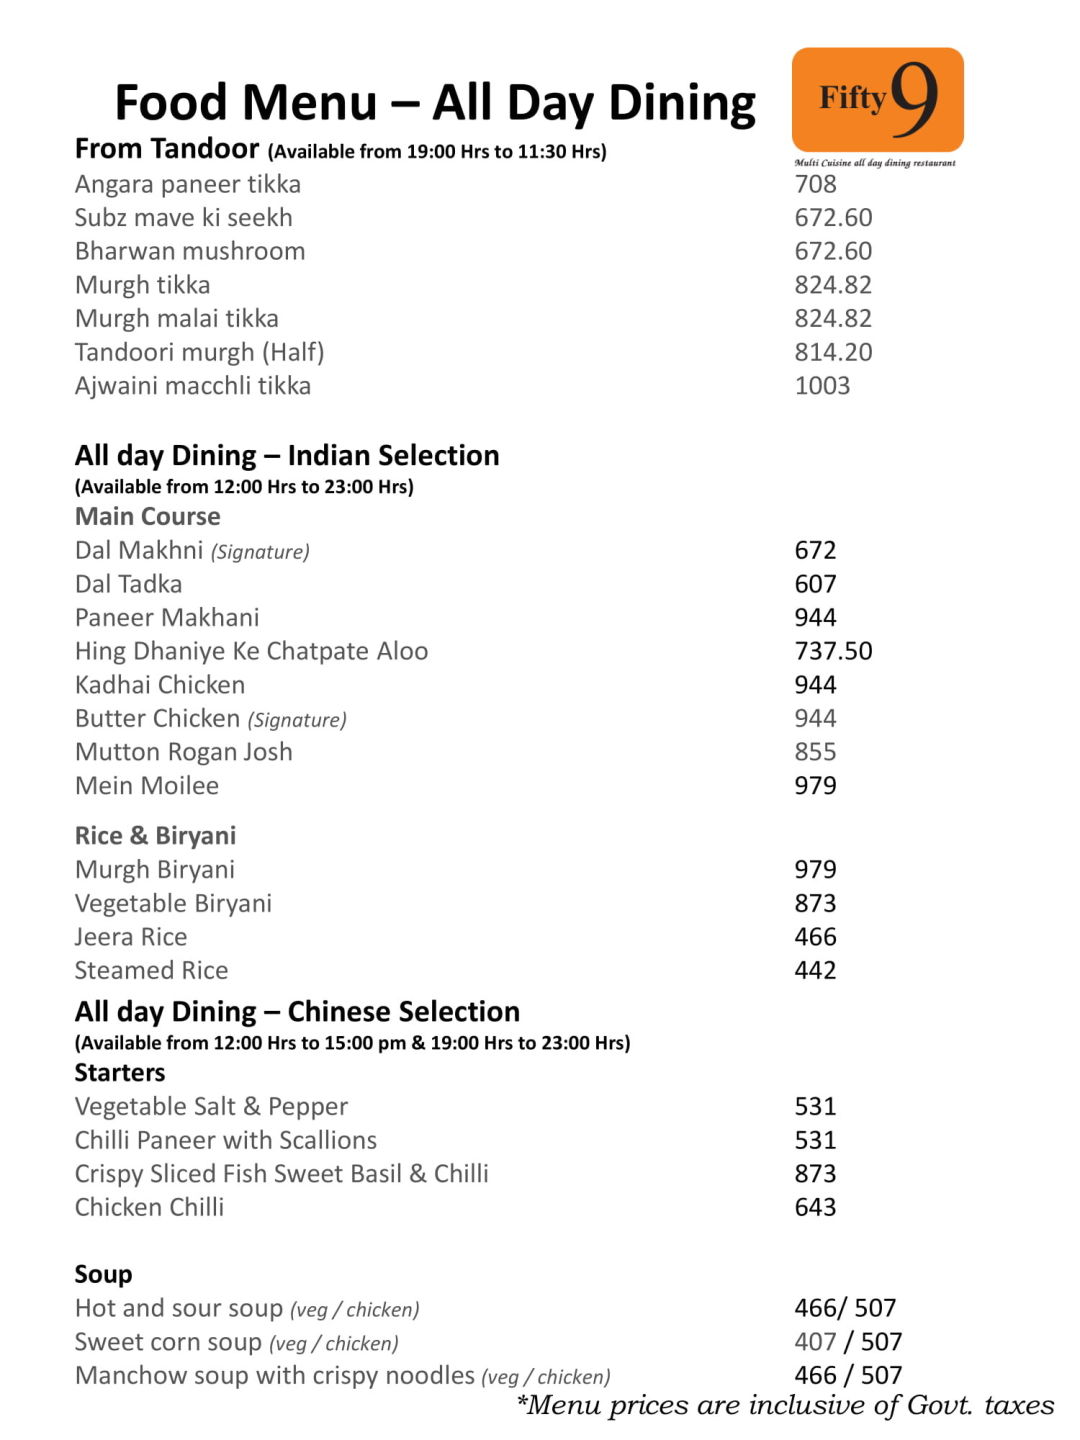 Food Menu – All Day Dining
Fifty 9
Multi Cuisine all day dining restaurant
From Tandoor (Available from 19:00 Hrs to 11:30 Hrs)
Angara paneer tikka 708
Subz mave ki seekh 672.60
Bharwan mushroom 672.60
Murgh tikka 824.82
Murgh malai tikka 824.82
Tandoori murgh (Half) 814.20
Ajwaini macchli tikka 1003
All day Dining – Indian Selection
(Available from 12:00 Hrs to 23:00 Hrs)
Main Course
Dal Makhni (Signature) 672
Dal Tadka 607
Paneer Makhani 944
Hing Dhaniye Ke Chatpate Aloo 737.50
Kadhai Chicken 944
Butter Chicken (Signature) 944
Mutton Rogan Josh 855
Mein Moilee 979
Rice & Biryani
Murgh Biryani 979
Vegetable Biryani 873
Jeera Rice 466
Steamed Rice 442
All day Dining – Chinese Selection
(Available from 12:00 Hrs to 15:00 pm & 19:00 Hrs to 23:00 Hrs)
Starters
Vegetable Salt & Pepper 531
Chilli Paneer with Scallions 531
Crispy Sliced Fish Sweet Basil & Chilli 873
Chicken Chilli 643
Soup
Hot and sour soup (veg / chicken) 466/ 507
Sweet corn soup (veg / chicken) 407 / 507
Manchow soup with crispy noodles (veg / chicken) 466 / 507
*Menu prices are inclusive of Govt. taxes